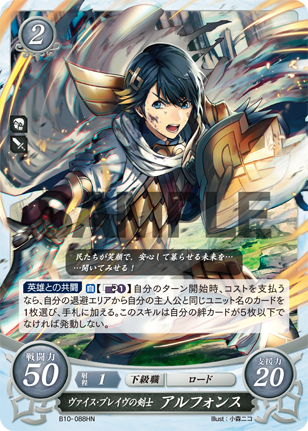 2
SAMPLE
民たちが笑顔で、安心して暮らせる未来を…
…開いてみせる！
英雄との共闘 自 【 1】 自分のターン開始時、コストを支払う
なら、自分の退避エリアから自分の主人公と同じユニット名のカードを
1枚選び、手札に加える。このスキルは自分の絆カードが5枚以下で
なければ発動しない。
戦闘力
50
射程 1 下級職 ロード
支援力
20
ヴァイス・ブレイヴの剣士 アルフォンス
B10-088HN
Illust：小森ニコ